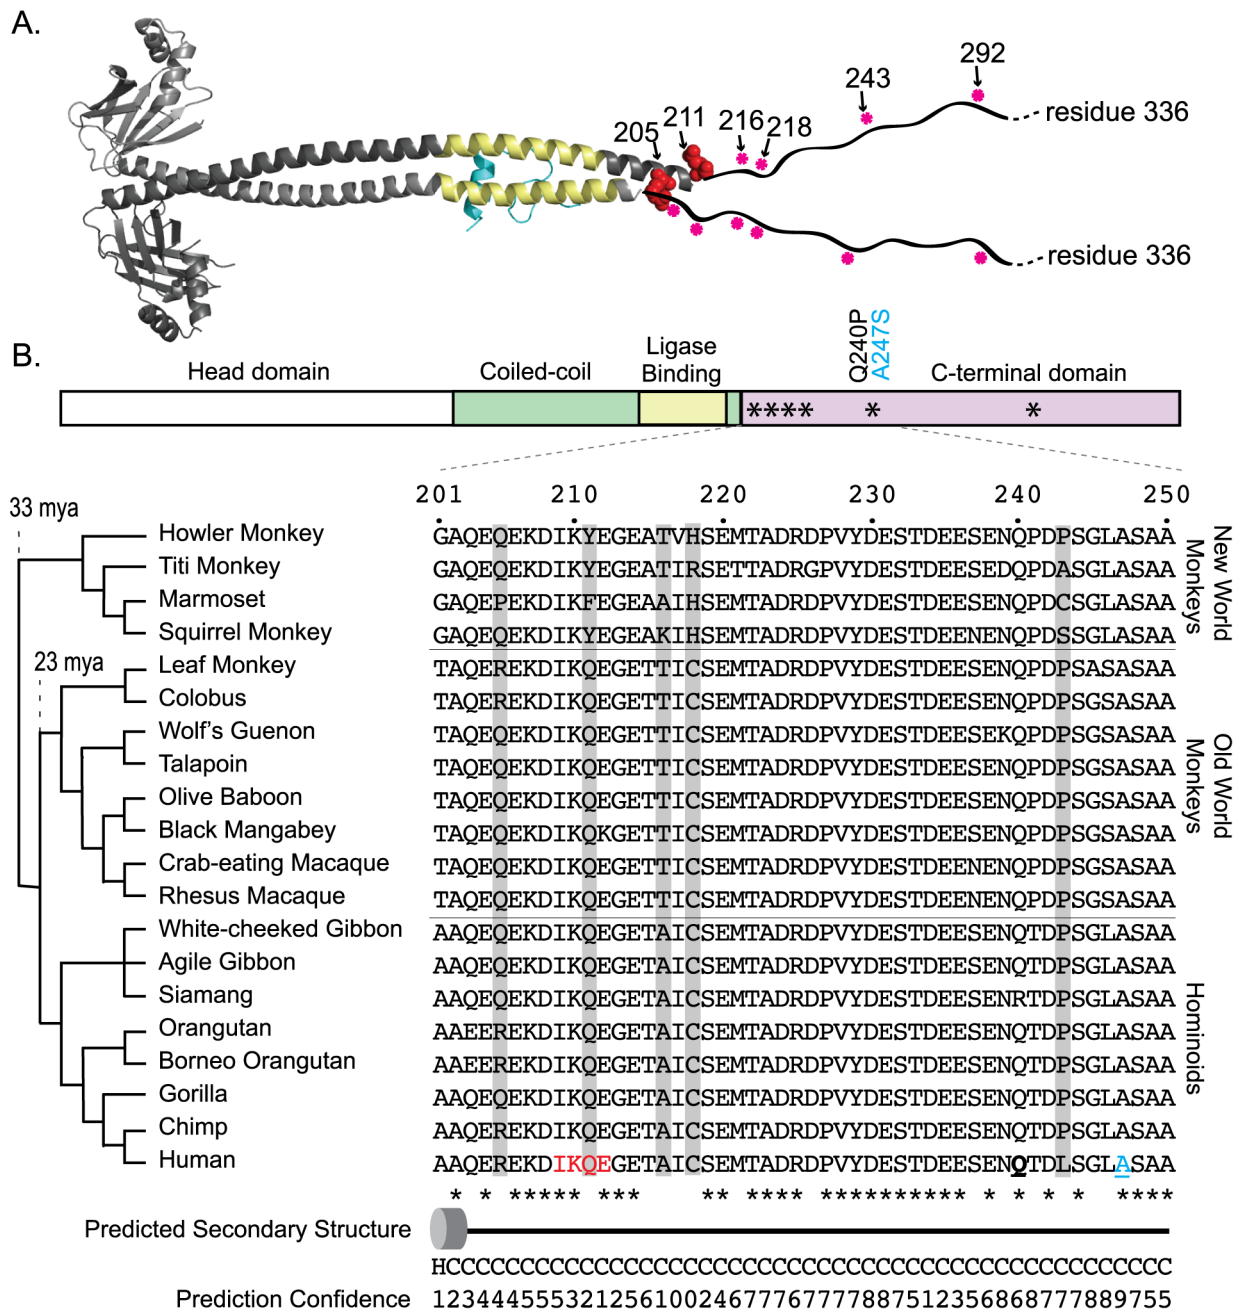 A.
205
211
216
218
243
292
residue 336
residue 336
B.
Head domain
Coiled-coil
Ligase
Binding
Q240P
A247S
C-terminal domain
**** * *
201 210 220 230 240 250
33 mya
23 mya
Howler Monkey GAQEQEKDIKYEGEATVHSEMTADRDPVYDESTDEESENQPDPSGLASAA
Titi Monkey GAQEQEKDIKYEGEATIRSETTADRGPVYDESTDEESEDQPDASGLASAA
Marmoset GAQEPEKDIKFEGEAAIHSEMTADRDPVYDESTDEESENQPDCSGLASAA
Squirrel Monkey GAQEQEKDIKYEGEAKIHSEMTADRDPVYDESTDEENENQPDSSGLASAA
Leaf Monkey TAQEREKDIKQEGETTICSEMTADRDPVYDESTDEESENQPDPSASASAA
Colobus TAQEREKDIKQEGETTICSEMTADRDPVYDESTDEESENQPDPSGSASAA
Wolf's Guenon TAQEQEKDIKQEGETTICSEMTADRDPVYDESTDEESEKQPDPSGSASAA
Talapoin TAQEQEKDIKQEGETTICSEMTADRDPVYDESTDEESENQPDPSGSASAA
Olive Baboon TAQEQEKDIKQEGETTICSEMTADRDPVYDESTDEESENQPDPSGSASAA
Black Mangabey TAQEQEKDIKQKGETTICSEMTADRDPVYDESTDEESENQPDPSGSASAA
Crab-eating Macaque TAQEQEKDIKQEGETTICSEMTADRDPVYDESTDEENENQPDPSGSASAA
Rhesus Macaque TAQEQEKDIKQEGETTICSEMTADRDPVYDESTDEESENQPDPSGSASAA
White-cheeked Gibbon AAQEQEKDIKQEGETAICSEMTADRDPVYDESTDEESENQTDPSGLASAA
Agile Gibbon AAQEQEKDIKQEGETAICSEMTADRDPVYDESTDEESENQTDPSGLASAA
Siamang AAQEQEKDIKQEGETAICSEMTADRDPVYDESTDEESENRTDPSGLASAA
Orangutan AAEEREKDIKQEGETAICSEMTADRDPVYDESTDEESENQTDPSGLASAA
Borneo Orangutan AAEEREKDIKQEGETAICSEMTADRDPVYDESTDEESENQTDPSGLASAA
Gorilla AAQEREKDIKQEGETAICSEMTADRDPVYDESTDEESENQTDPSGLASAA
Chimp AAQEREKDIKQEGETAICSEMTADRDPVYDESTDEESENQTDPSGLASAA
Human AAQEREKDIKQEGETAICSEMTADRDPVYDESTDEESENQTDLSGLASAA
New World
Monkeys
Old World
Monkeys
Hominoids
* * ***** *** ** **** ********** * * * * ****
Predicted Secondary Structure
HCCCCCCCCCCCCCCCCCCCCCCCCCCCCCCCCCCCCCCCCCCCCCCCCC
Prediction Confidence 12344455532125610024677767777887512356868777889755